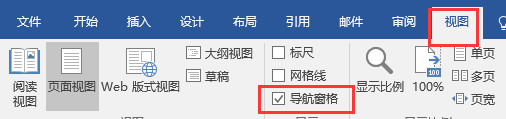 文件 开始 插入 设计 布局 引用 邮件 审阅 视图
阅读视图 页面视图 Web 版式视图
大纲视图
草稿
标尺
网格线
导航窗格
显示比例 100%
100
单页
多页
页宽